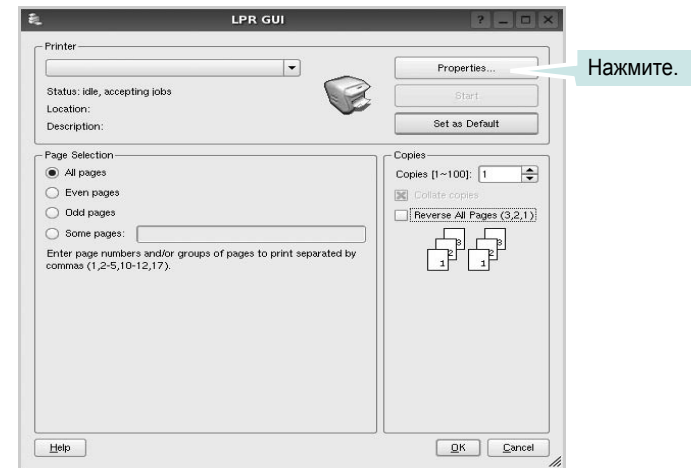 LPR GUI
Printer
Properties...
Нажмите.
Status: idle, accepting jobs
Start
Location:
Description:
Set as Default
Page Selection
All pages
Even pages
Odd pages
Some pages:
Enter page numbers and/or groups of pages to print separated by
commas (1,2-5,10-12,17).
Copies
Copies [1~100]: 1
Collate copies
Reverse All Pages (3,2,1)
3 3
2 2
1 1
Help
OK
Cancel